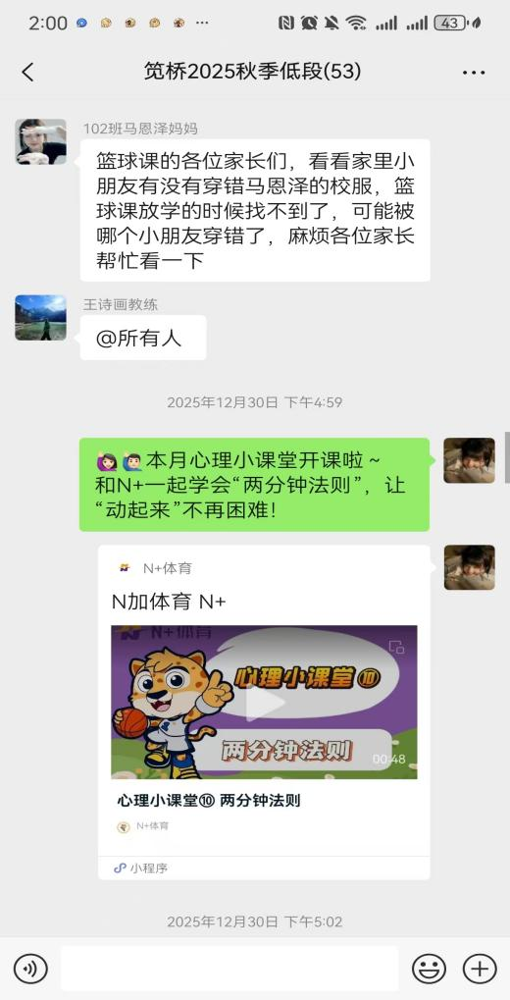 2:00
43
笕桥2025秋季低段(53)
102班马恩泽妈妈
篮球课的各位家长们，看看家里小
朋友有没有穿错马恩泽的校服，篮
球课放学的时候找不到了，可能被
哪个小朋友穿错了，麻烦各位家长
帮忙看一下
王诗画教练
@所有人
2025年12月30日 下午4:59
🙋🏻‍♀️🙋🏻‍♂️本月心理小课堂开课啦～
和N+一起学会“两分钟法则”，让
“动起来”不再困难！
N+体育
N加体育 N+
N+体育
心理小课堂⑩
两分钟法则
00:48
心理小课堂⑩ 两分钟法则
N+体育
小程序
2025年12月30日 下午5:02